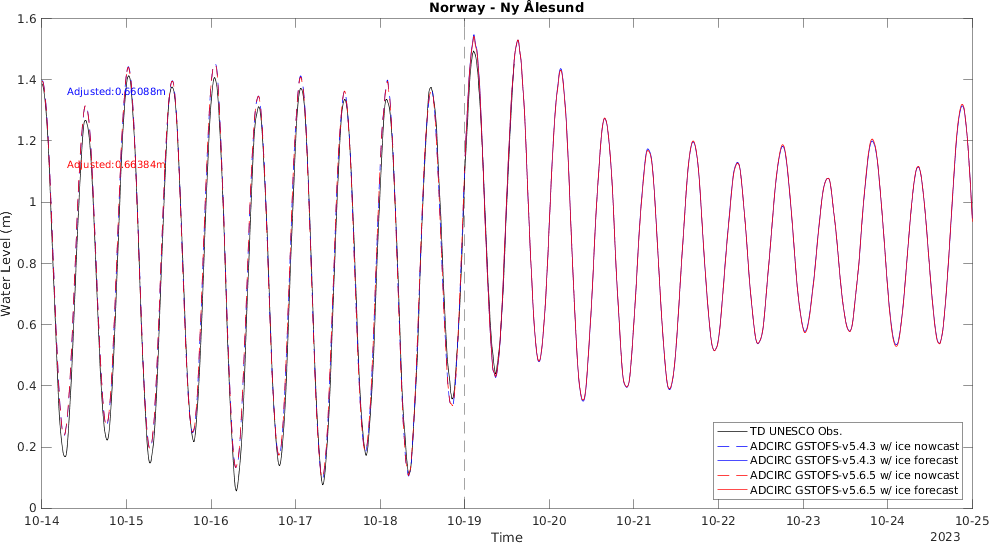 Norway - Ny Ålesund
1.6
1.4
1.2
1
0.8
0.6
0.4
0.2
0
Water Level (m)
Adjusted:0.66088m
Adjusted:0.66384m
TD UNESCO Obs.
ADCIRC GSTOFS-v5.4.3 w/ ice nowcast
ADCIRC GSTOFS-v5.4.3 w/ ice forecast
ADCIRC GSTOFS-v5.6.5 w/ ice nowcast
ADCIRC GSTOFS-v5.6.5 w/ ice forecast
10-14 10-15 10-16 10-17 10-18 10-19 10-20 10-21 10-22 10-23 10-24 10-25
Time
2023